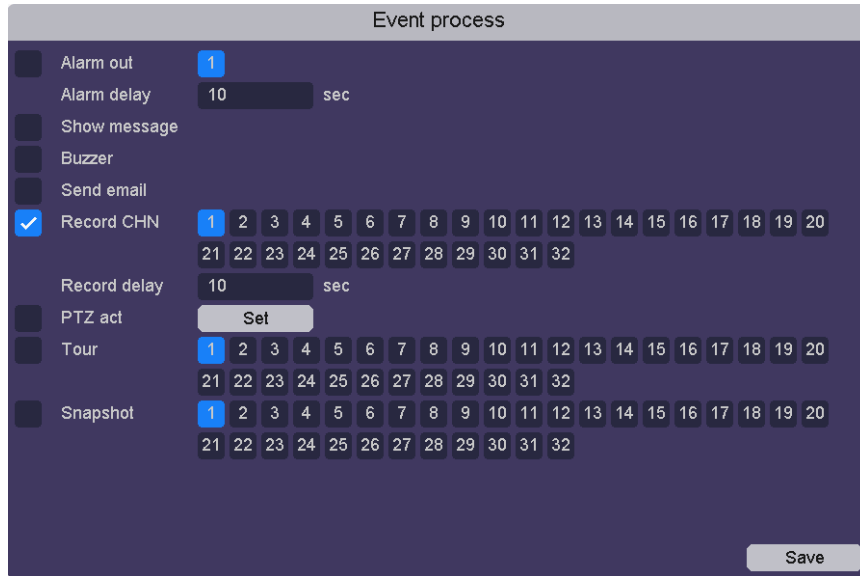 Event process
Alarm out 1
Alarm delay 10 sec
Show message
Buzzer
Send email
Record CHN 1 2 3 4 5 6 7 8 9 10 11 12 13 14 15 16 17 18 19 20
21 22 23 24 25 26 27 28 29 30 31 32
Record delay 10 sec
PTZ act Set
Tour 1 2 3 4 5 6 7 8 9 10 11 12 13 14 15 16 17 18 19 20
21 22 23 24 25 26 27 28 29 30 31 32
Snapshot 1 2 3 4 5 6 7 8 9 10 11 12 13 14 15 16 17 18 19 20
21 22 23 24 25 26 27 28 29 30 31 32
Save